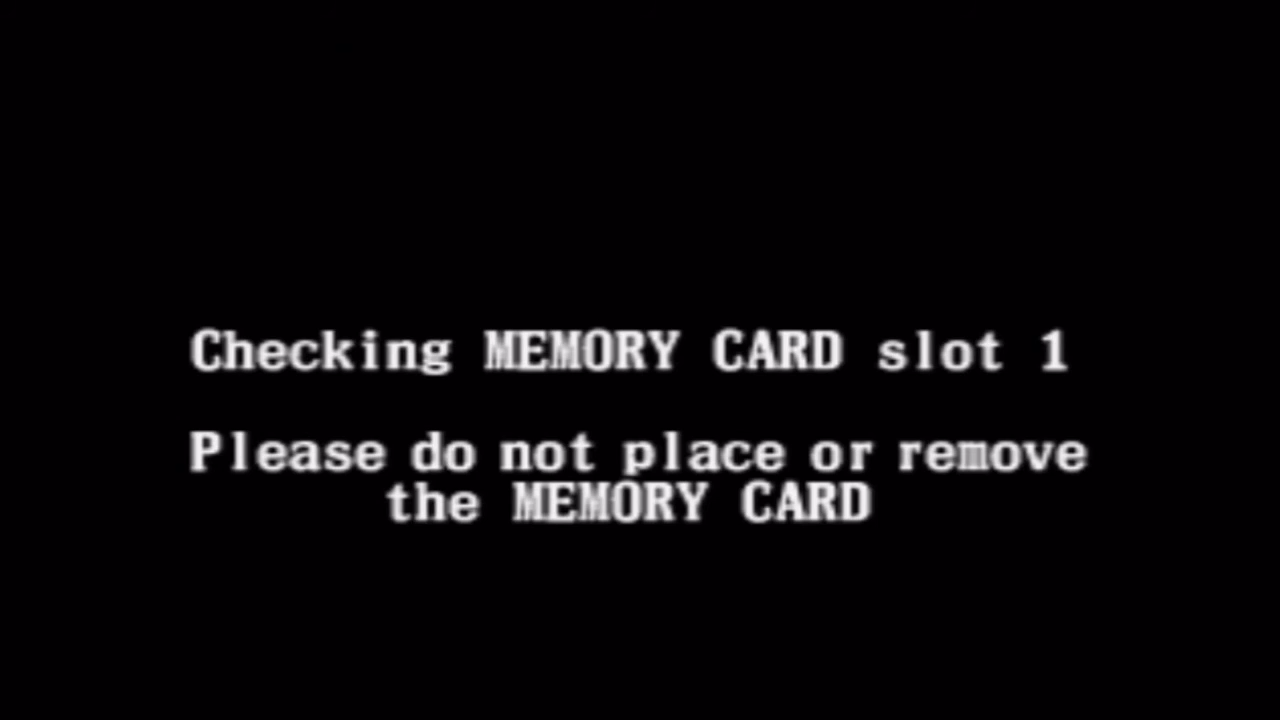 Checking MEMORY CARD slot 1
Please do not place or remove
the MEMORY CARD